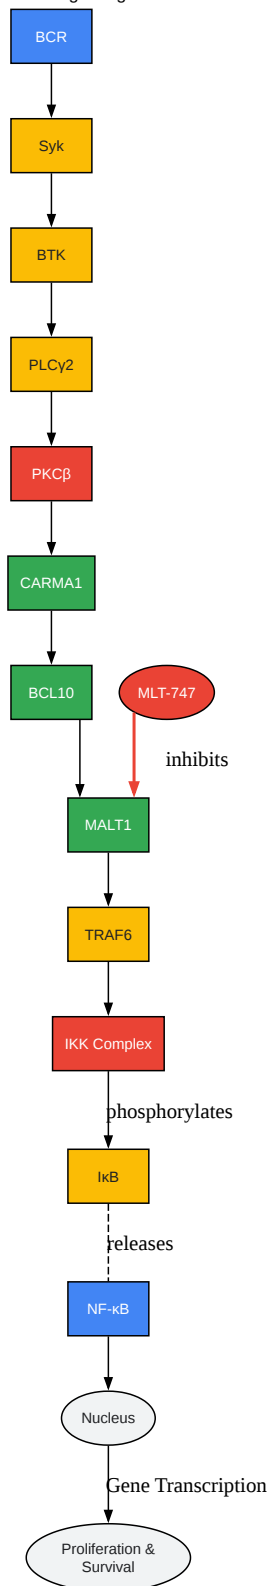 BCR
Syk
BTK
PLCγ2
PKCβ
CARMA1
BCL10
MLT-747
inhibits
MALT1
TRAF6
IKK Complex
phosphorylates
IκB
releases
NF-κB
Nucleus
Gene Transcription
Proliferation &
Survival